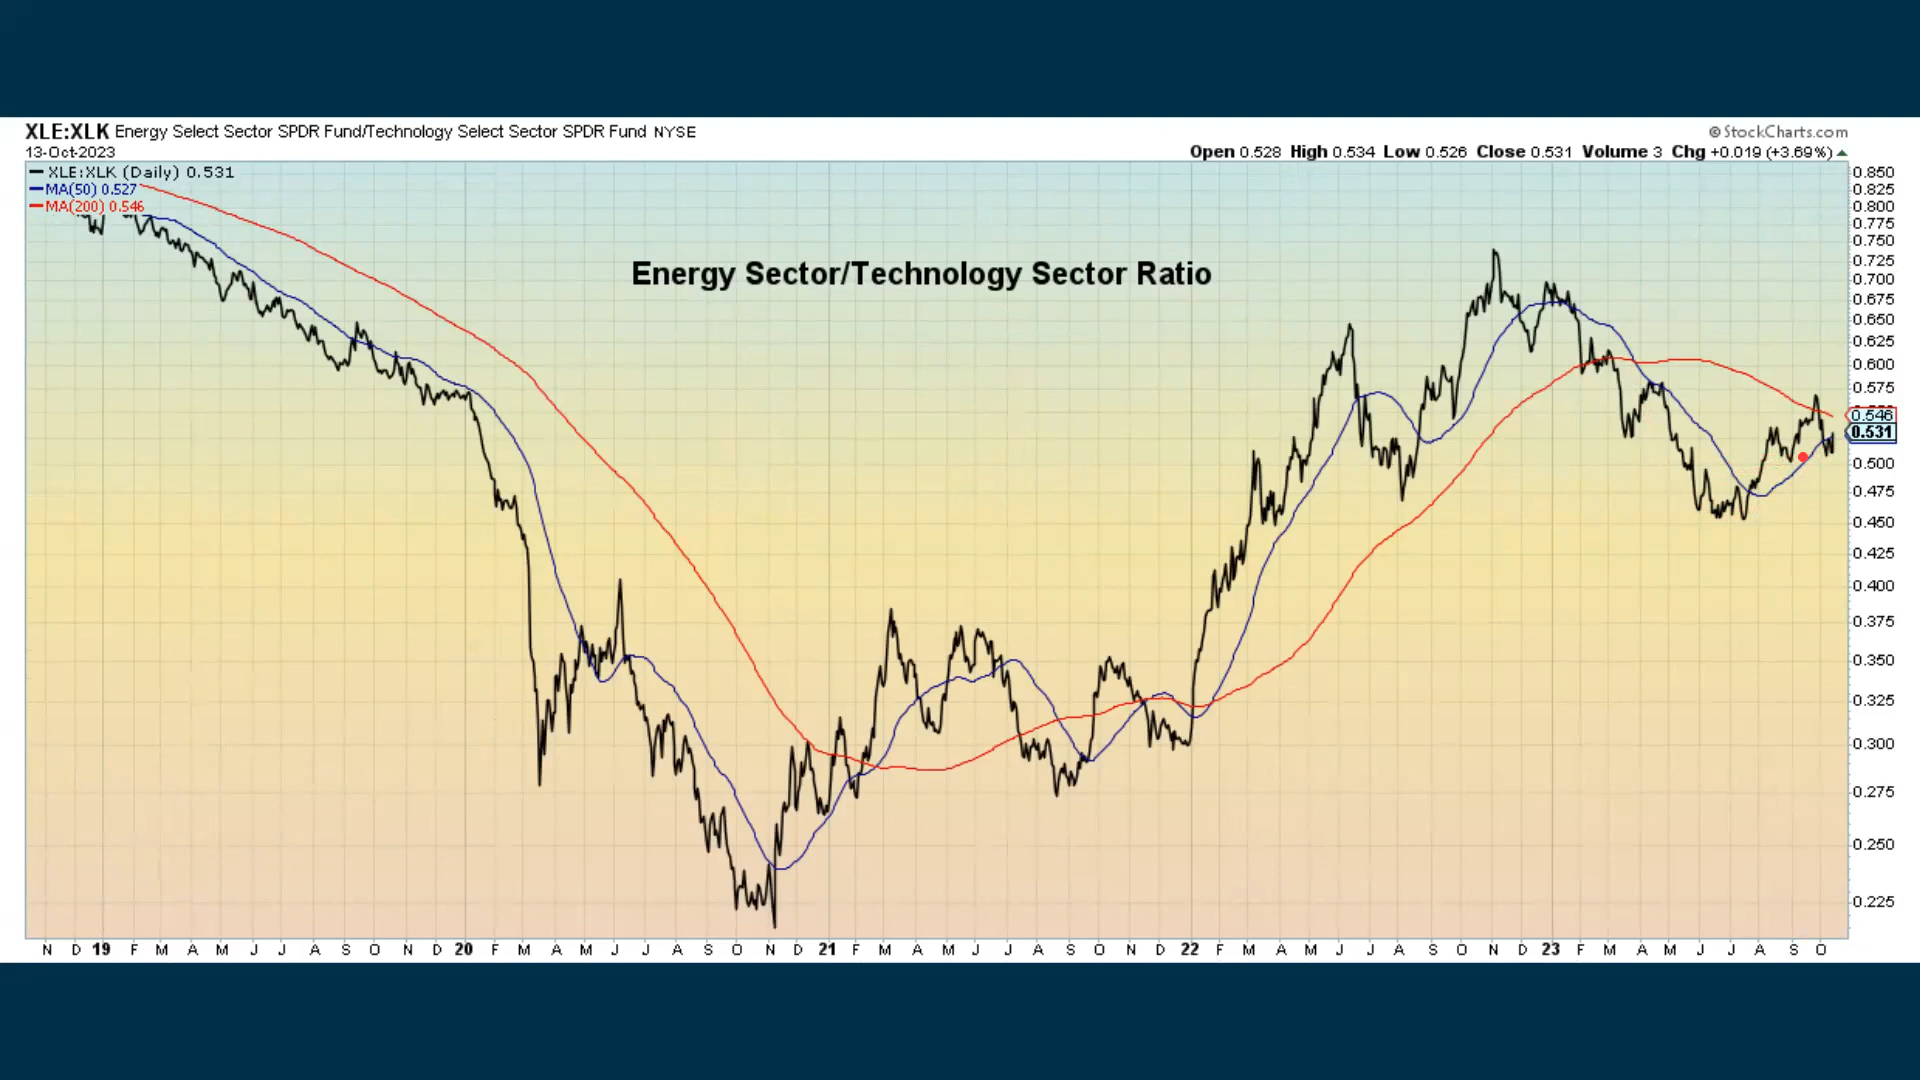 XLE:XLK Energy Select Sector SPDR Fund/Technology Select Sector SPDR Fund NYSE
© StockCharts.com
13-Oct-2023
Open 0.528 High 0.534 Low 0.526 Close 0.531 Volume 3 Chg +0.019 (+3.69%)
XLE:XLK (Daily) 0.531
MA(50) 0.527
MA(200) 0.546
Energy Sector/Technology Sector Ratio
0.850
0.825
0.800
0.775
0.750
0.725
0.700
0.675
0.650
0.625
0.600
0.575
0.546
0.531
0.500
0.475
0.450
0.425
0.400
0.375
0.350
0.325
0.300
0.275
0.250
0.225
N D 19 F M A M J J A S O N D 20 F M A M J J A S O N D 21 F M A M J J A S O N D 22 F M A M J J A S O N D 23 F M A M J J A S O